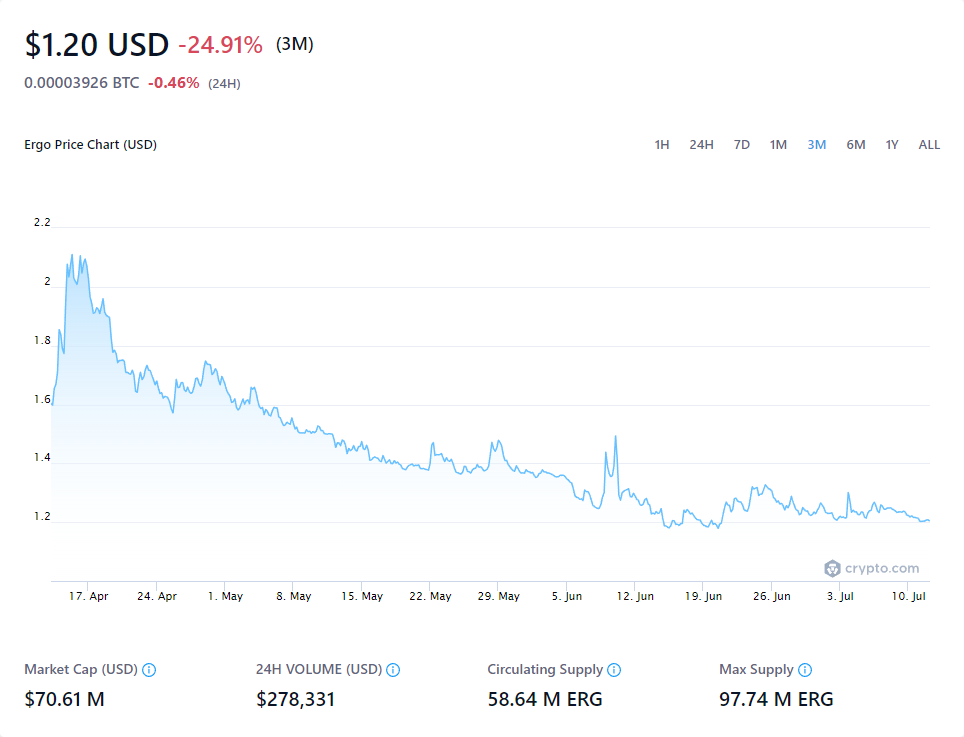 $1.20 USD -24.91% (3M)
0.00003926 BTC -0.46% (24H)
Ergo Price Chart (USD) 1H 24H 7D 1M 3M 6M 1Y ALL
2.2
2
1.8
1.6
1.4
1.2
crypto.com
17. Apr 24. Apr 1. May 8. May 15. May 22. May 29. May 5. Jun 12. Jun 19. Jun 26. Jun 3. Jul 10. Jul
Market Cap (USD) 24H VOLUME (USD) Circulating Supply Max Supply
$70.61 M $278,331 58.64 M ERG 97.74 M ERG